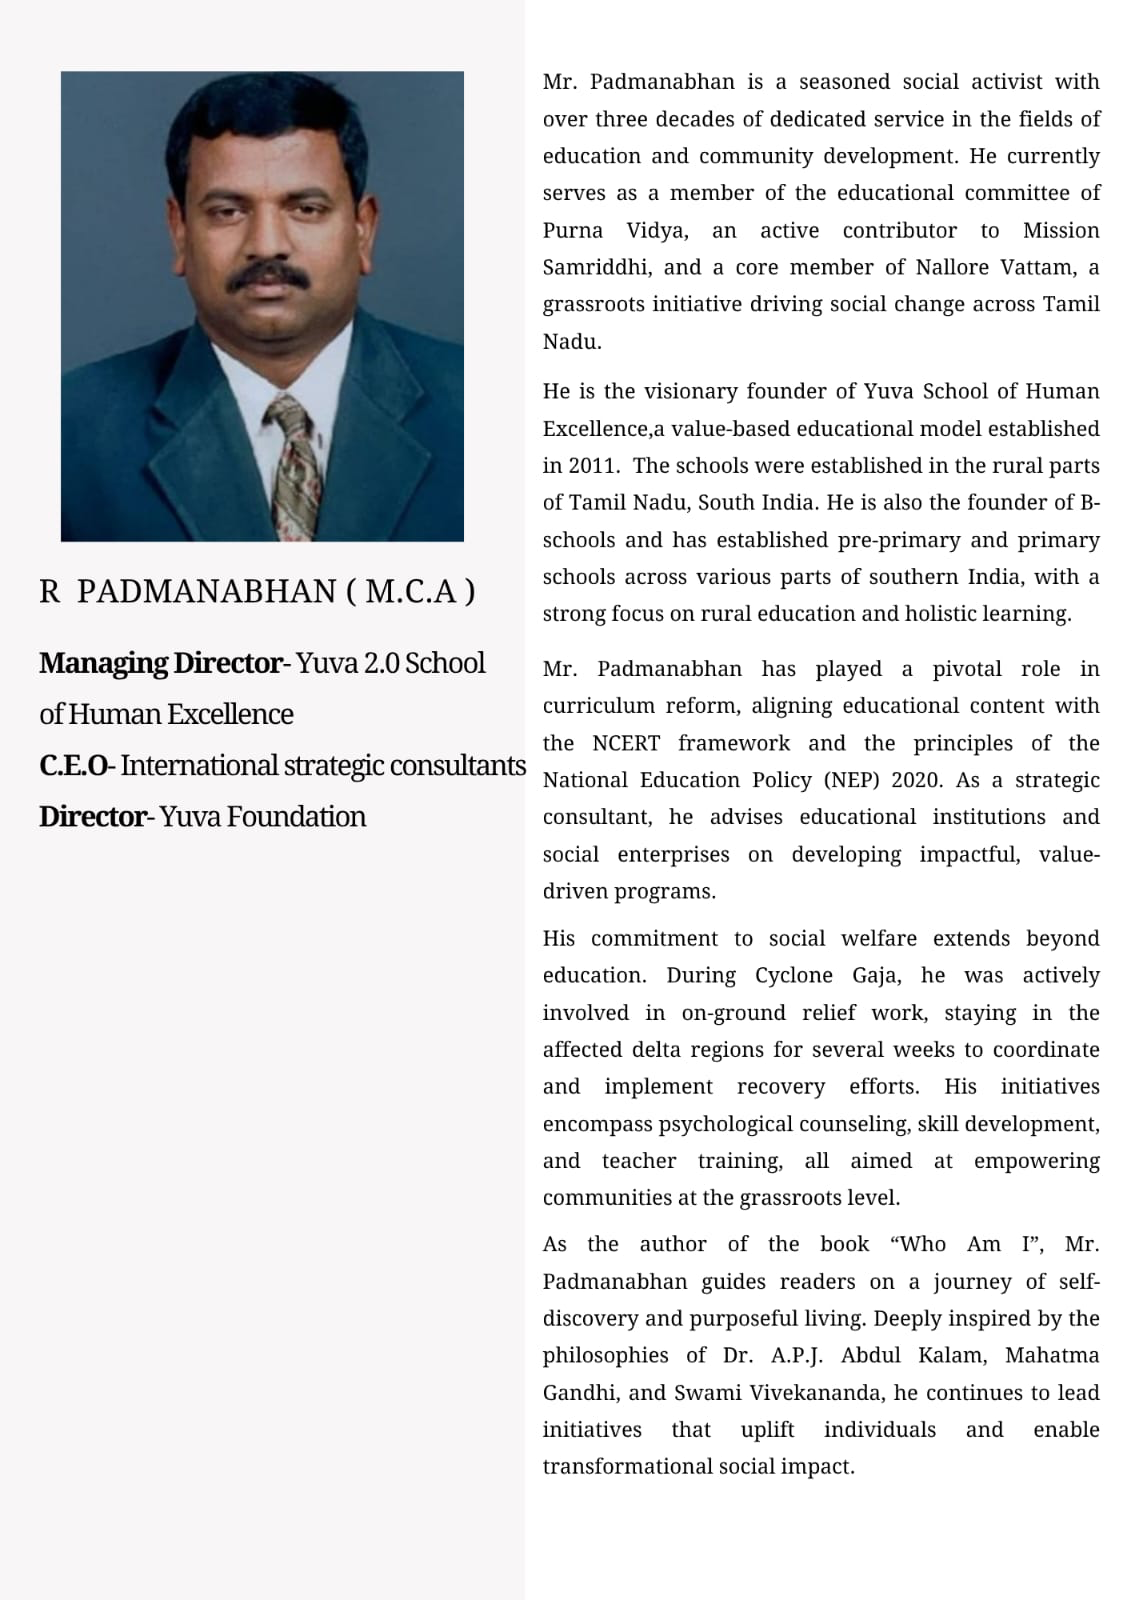 R PADMANABHAN ( M.C.A )
Managing Director- Yuva 2.0 School
of Human Excellence
C.E.O- International strategic consultants
Director- Yuva Foundation
Mr. Padmanabhan is a seasoned social activist with
over three decades of dedicated service in the fields of
education and community development. He currently
serves as a member of the educational committee of
Purna Vidya, an active contributor to Mission
Samriddhi, and a core member of Nallore Vattam, a
grassroots initiative driving social change across Tamil
Nadu.
He is the visionary founder of Yuva School of Human
Excellence,a value-based educational model established
in 2011.  The schools were established in the rural parts
of Tamil Nadu, South India. He is also the founder of B-
schools and has established pre-primary and primary
schools across various parts of southern India, with a
strong focus on rural education and holistic learning.
Mr. Padmanabhan has played a pivotal role in
curriculum reform, aligning educational content with
the NCERT framework and the principles of the
National Education Policy (NEP) 2020. As a strategic
consultant, he advises educational institutions and
social enterprises on developing impactful, value-
driven programs.
His commitment to social welfare extends beyond
education. During Cyclone Gaja, he was actively
involved in on-ground relief work, staying in the
affected delta regions for several weeks to coordinate
and implement recovery efforts. His initiatives
encompass psychological counseling, skill development,
and teacher training, all aimed at empowering
communities at the grassroots level.
As the author of the book “Who Am I”, Mr.
Padmanabhan guides readers on a journey of self-
discovery and purposeful living. Deeply inspired by the
philosophies of Dr. A.P.J. Abdul Kalam, Mahatma
Gandhi, and Swami Vivekananda, he continues to lead
initiatives that uplift individuals and enable
transformational social impact.